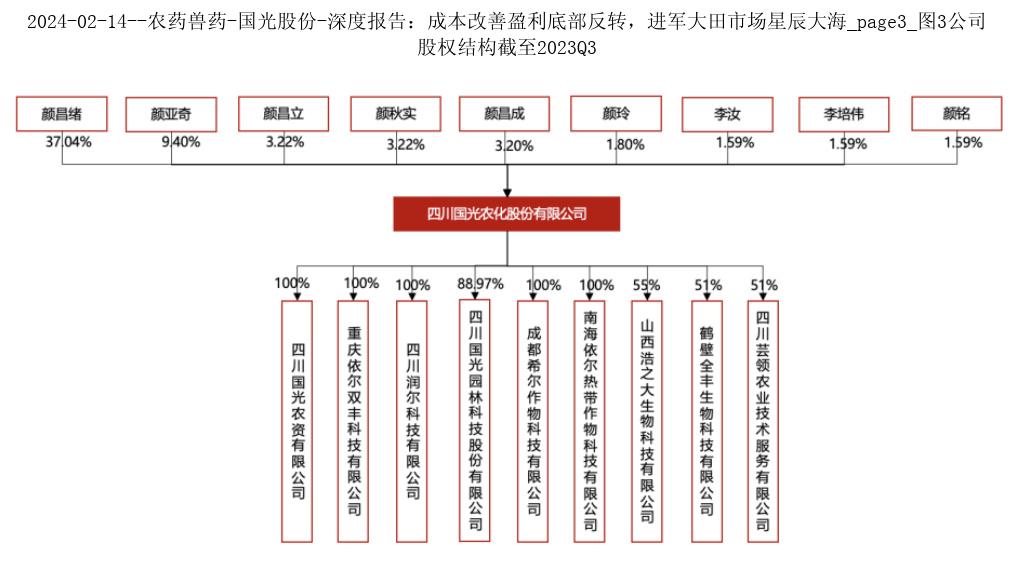 2024-02-14--农药兽药-国光股份-深度报告：成本改善盈利底部反转，进军大田市场星辰大海_page3_图3公司
股权结构截至2023Q3
颜昌绪 颜亚奇 颜昌立 颜秋实 颜昌成 颜玲 李汝 李培伟 颜铭
37.04% 9.40% 3.22% 3.22% 3.20% 1.80% 1.59% 1.59% 1.59%
四川国光农化股份有限公司
100% 100% 100% 88.97% 100% 100% 55% 51% 51%
四川国光农资有限公司
重庆依尔双丰科技有限公司
四川润尔科技有限公司
四川国光园林科技股份有限公司
成都希尔作物科技有限公司
南海依尔热带作物科技有限公司
山西浩之大生物科技有限公司
鹤壁全丰生物科技有限公司
四川芸领农业技术服务有限公司